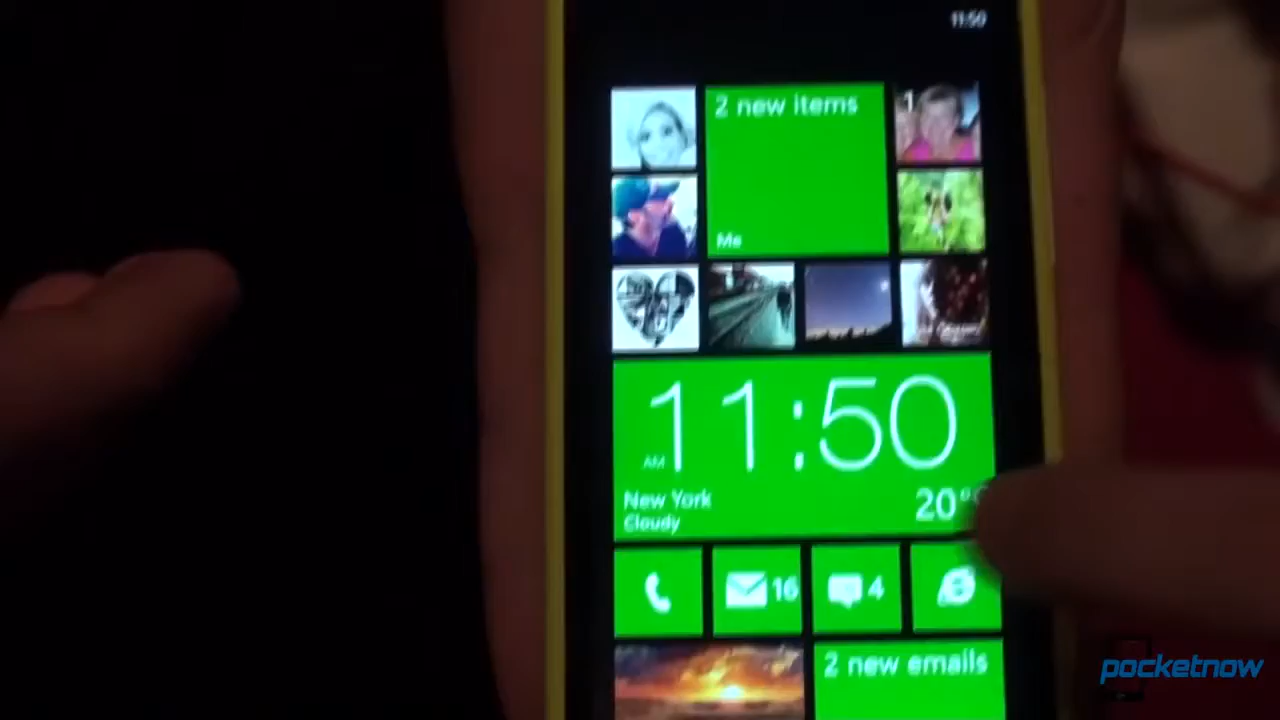 11:50
2 new items
1
Me
AM 11:50
New York
20°
Cloudy
16
4
2 new emails
pocketnow